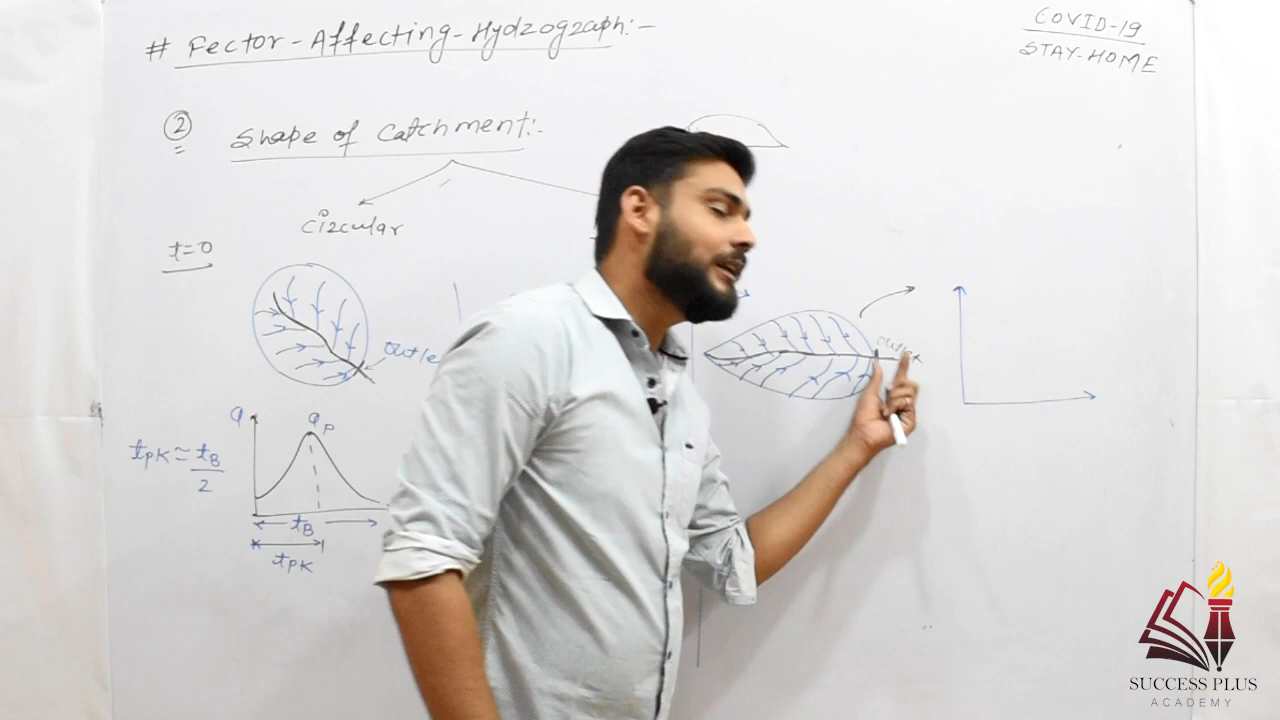 # Fector-Affecting-Hydrograph:-
COVID-19
STAY-HOME
② Shape of Catchment:-
Circular
t=0
outle
outlet
Q
QP
tPK ≃ tB/2
tB
tPK
SUCCESS PLUS
ACADEMY